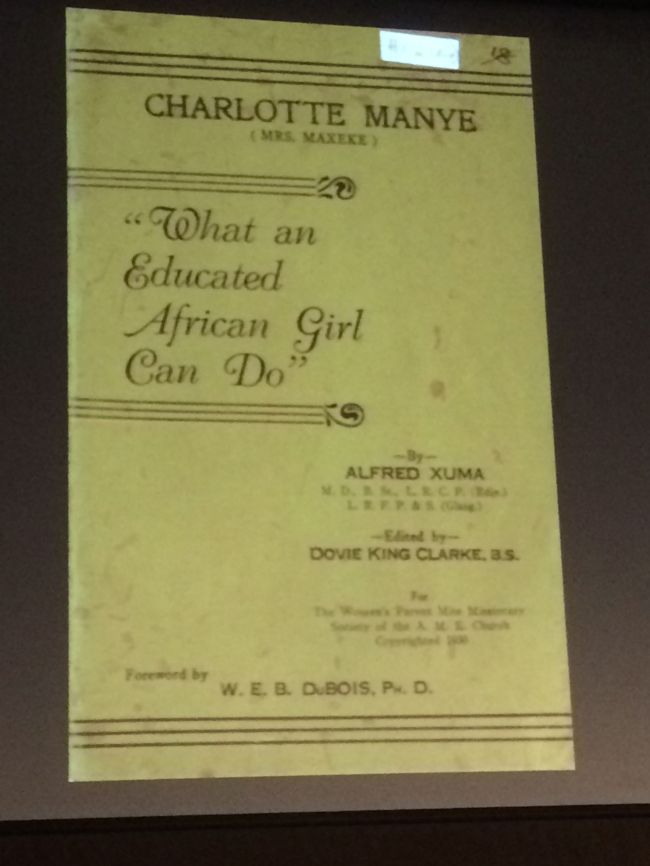 18
CHARLOTTE MANYE
( MRS. MAXEKE )
"What an
Educated
African Girl
Can Do"
—By—
ALFRED XUMA
M. D., B. Sc., L. R. C. P. (Edin.)
L. R. F. P. & S. (Glasg.)
—Edited by—
DOVIE KING CLARKE, B.S.
For
The Women's Parent Mite Missionary
Society of the A. M. E. Church
Copyrighted 1930
Foreword by
W. E. B. DuBOIS, PH. D.